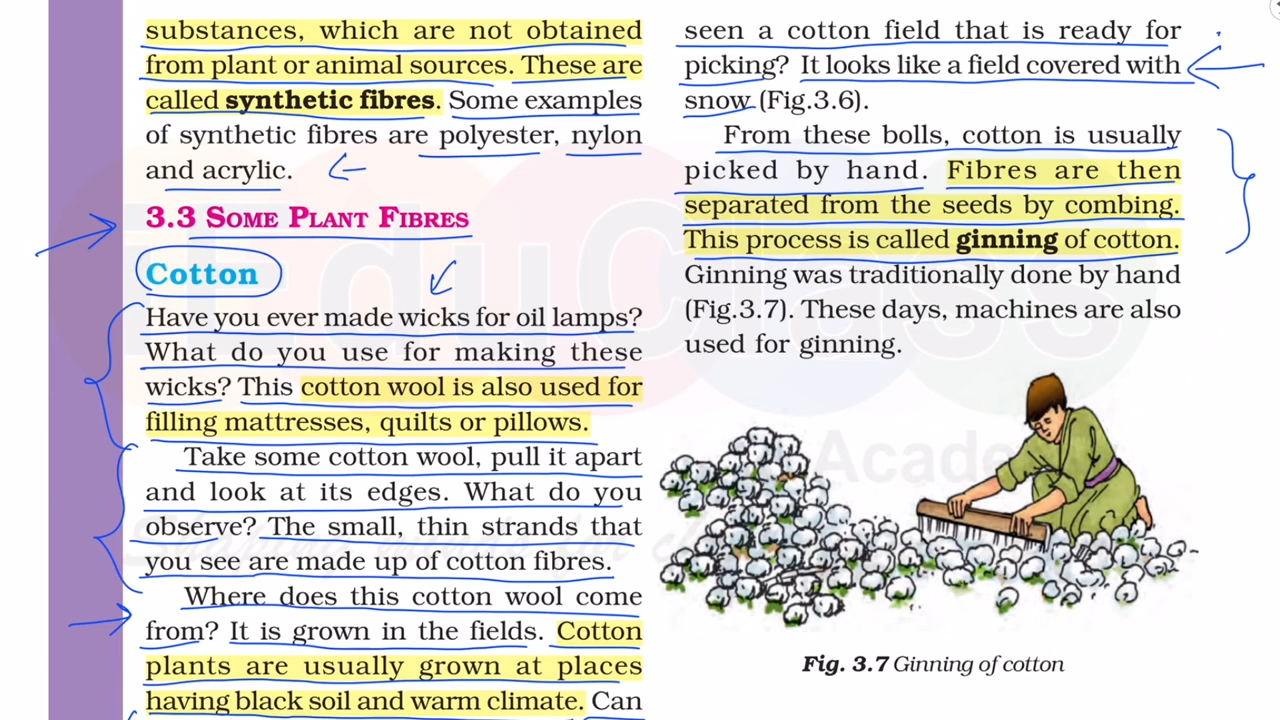 substances, which are not obtained
from plant or animal sources. These are
called synthetic fibres. Some examples
of synthetic fibres are polyester, nylon
and acrylic.
3.3 SOME PLANT FIBRES
Cotton
Have you ever made wicks for oil lamps?
What do you use for making these
wicks? This cotton wool is also used for
filling mattresses, quilts or pillows.
Take some cotton wool, pull it apart
and look at its edges. What do you
observe? The small, thin strands that
you see are made up of cotton fibres.
Where does this cotton wool come
from? It is grown in the fields. Cotton
plants are usually grown at places
having black soil and warm climate. Can
seen a cotton field that is ready for
picking? It looks like a field covered with
snow (Fig.3.6).
From these bolls, cotton is usually
picked by hand. Fibres are then
separated from the seeds by combing.
This process is called ginning of cotton.
Ginning was traditionally done by hand
(Fig.3.7). These days, machines are also
used for ginning.
Fig. 3.7 Ginning of cotton
EduClass
Academy